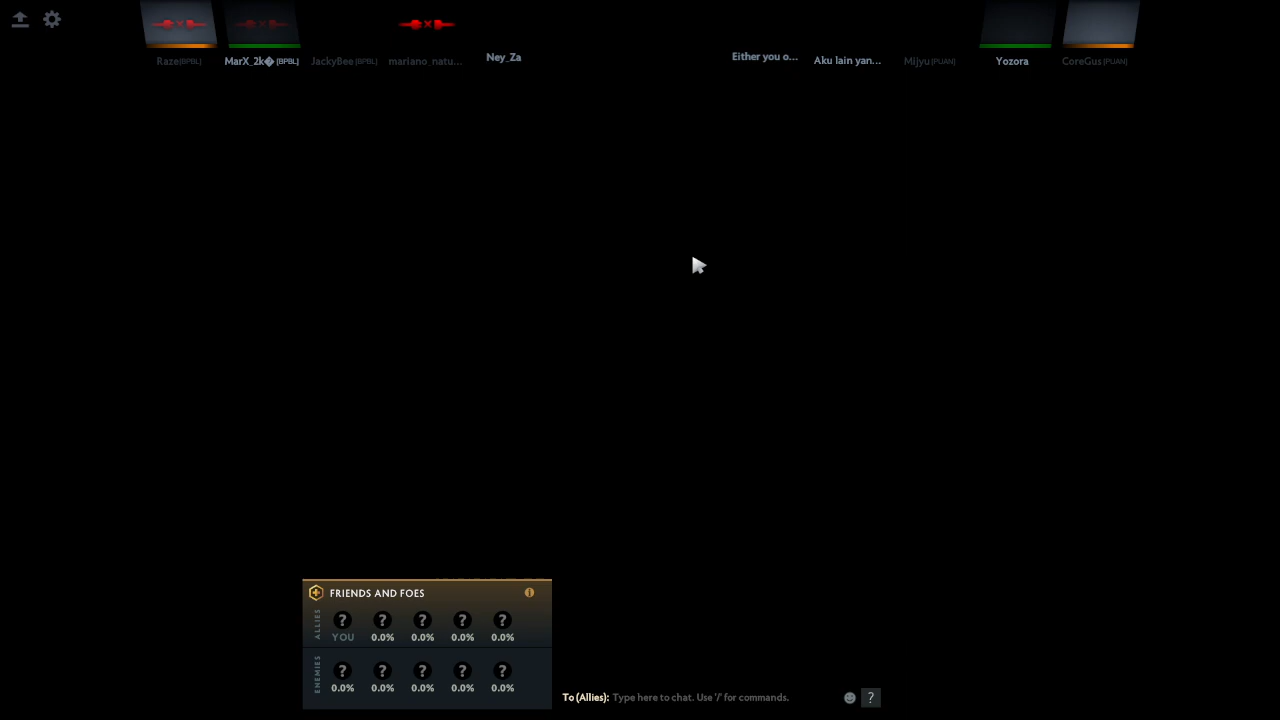 Raze[BPBL] MarX_2k�[BPBL] JackyBee[BPBL] mariano_natu... Ney_Za Either you o... Aku lain yan... Mijyu[PUAN] Yozora CoreGus[PUAN]
FRIENDS AND FOES
ALLIES
? ? ? ? ?
YOU 0.0% 0.0% 0.0% 0.0%
ENEMIES
? ? ? ? ?
0.0% 0.0% 0.0% 0.0% 0.0%
To (Allies): Type here to chat. Use '/' for commands. ?